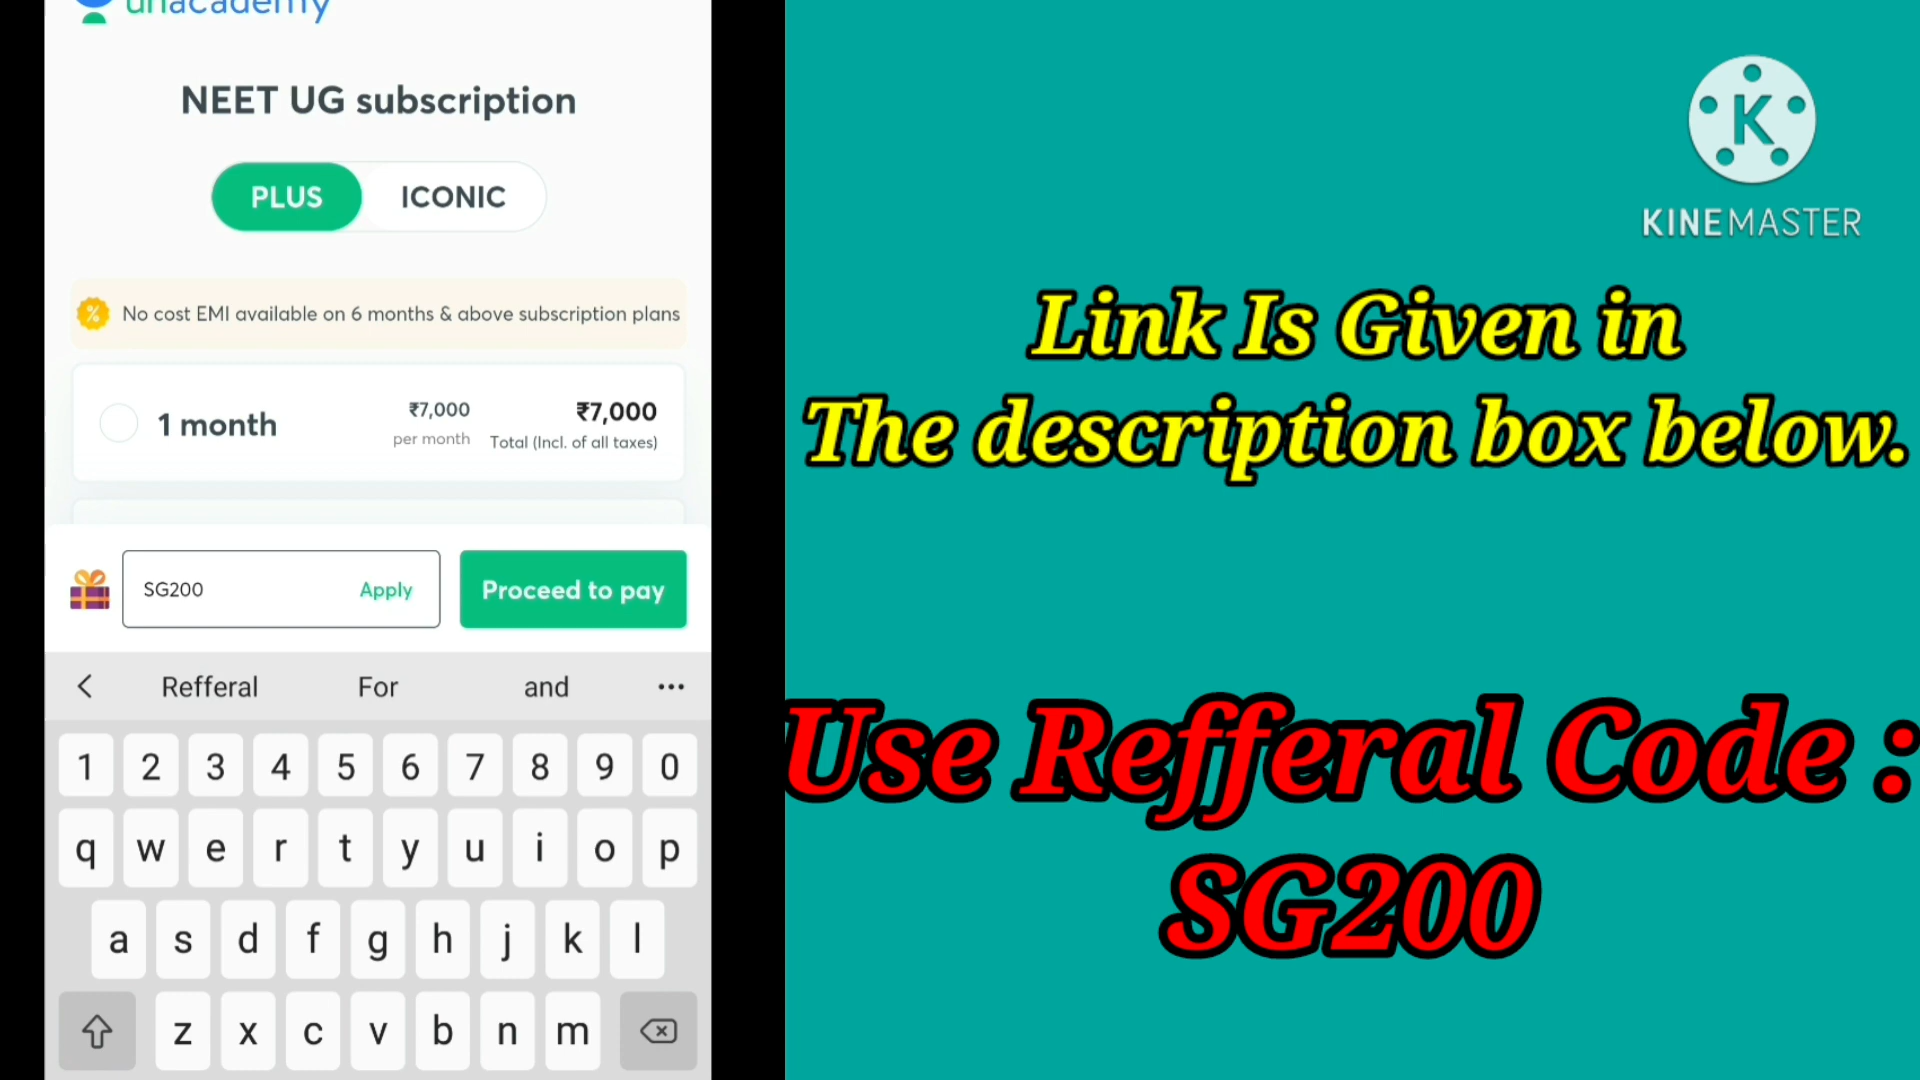 unacademy
NEET UG subscription
PLUS ICONIC
% No cost EMI available on 6 months & above subscription plans
1 month ₹7,000 ₹7,000
per month Total (Incl. of all taxes)
SG200 Apply Proceed to pay
Refferal For and ...
1 2 3 4 5 6 7 8 9 0
q w e r t y u i o p
a s d f g h j k l
z x c v b n m
K
KINEMASTER
Link Is Given in
The description box below.
Use Refferal Code :
SG200